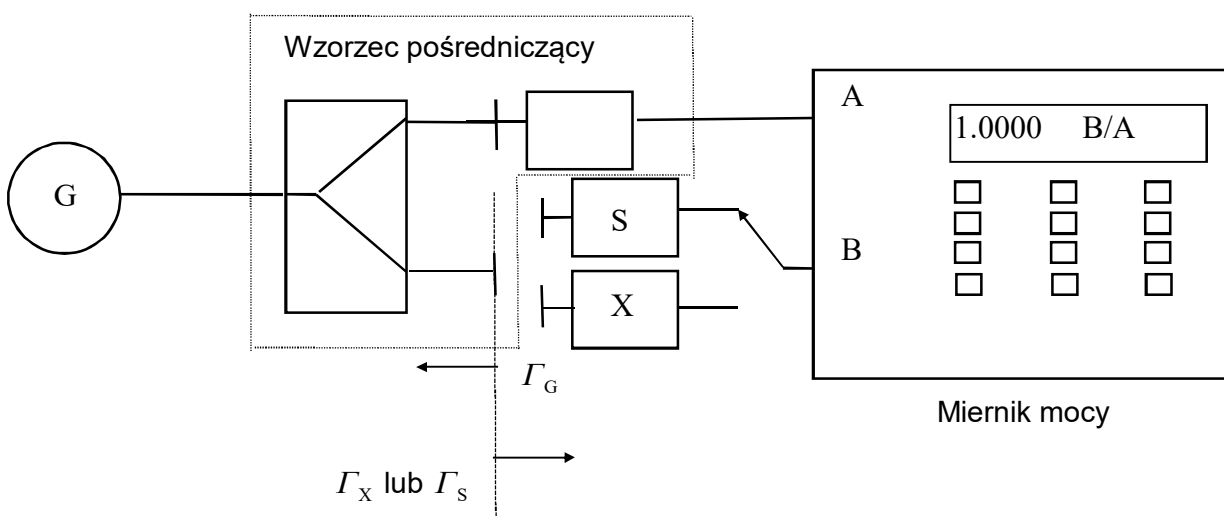 Wzorzec pośredniczący
A
1.0000 B/A
G
S
B
X
Γ_G
Miernik mocy
Γ_X lub Γ_S